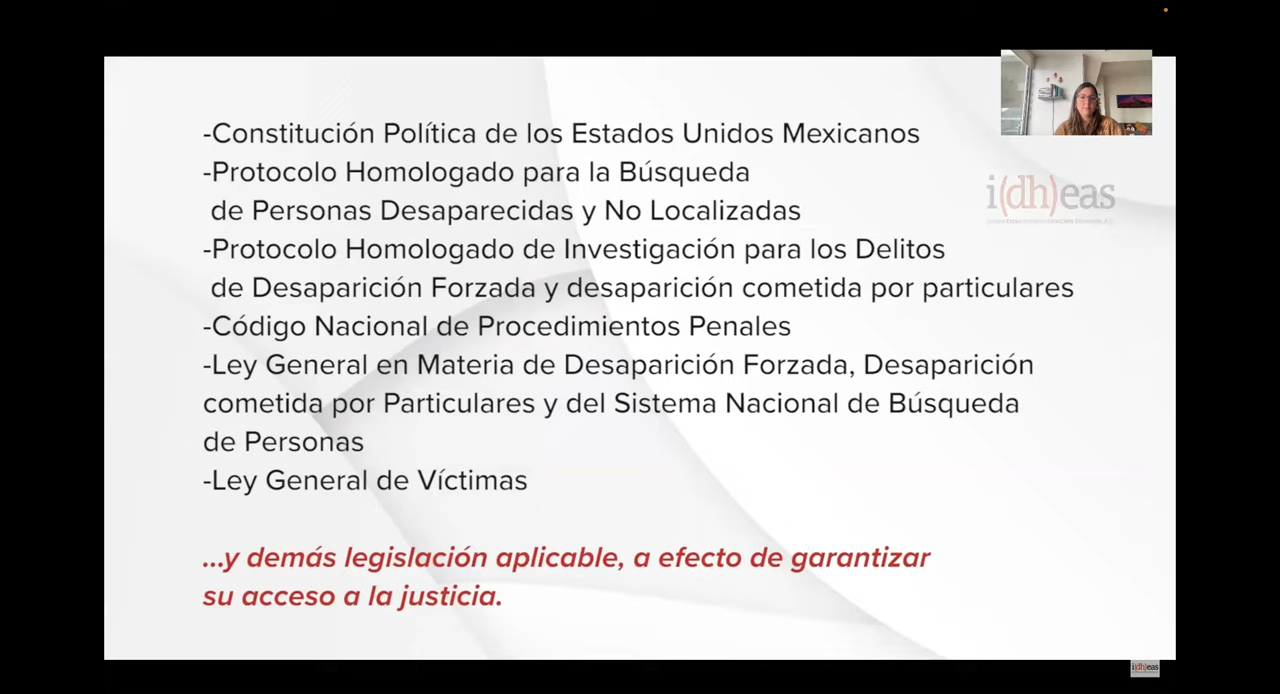 -Constitución Política de los Estados Unidos Mexicanos
-Protocolo Homologado para la Búsqueda
de Personas Desaparecidas y No Localizadas
-Protocolo Homologado de Investigación para los Delitos
de Desaparición Forzada y desaparición cometida por particulares
-Código Nacional de Procedimientos Penales
-Ley General en Materia de Desaparición Forzada, Desaparición
cometida por Particulares y del Sistema Nacional de Búsqueda
de Personas
-Ley General de Víctimas
...y demás legislación aplicable, a efecto de garantizar
su acceso a la justicia.
i(dh)eas
i(dh)eas